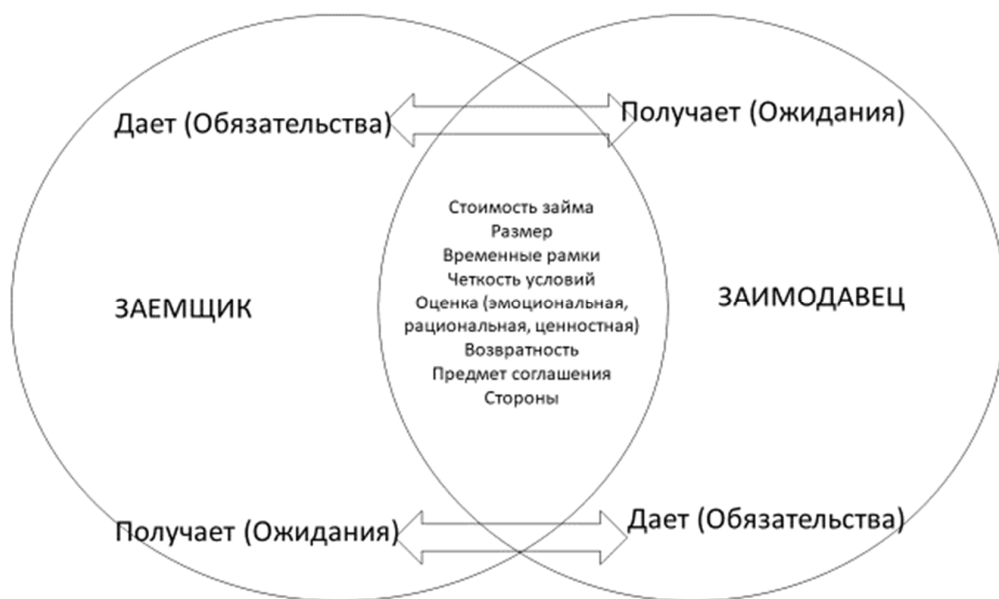 Дает (Обязательства)
Получает (Ожидания)
Стоимость займа
Размер
Временные рамки
Четкость условий
Оценка (эмоциональная,
рациональная, ценностная)
Возвратность
Предмет соглашения
Стороны
ЗАЕМЩИК
ЗАИМОДАВЕЦ
Получает (Ожидания)
Дает (Обязательства)